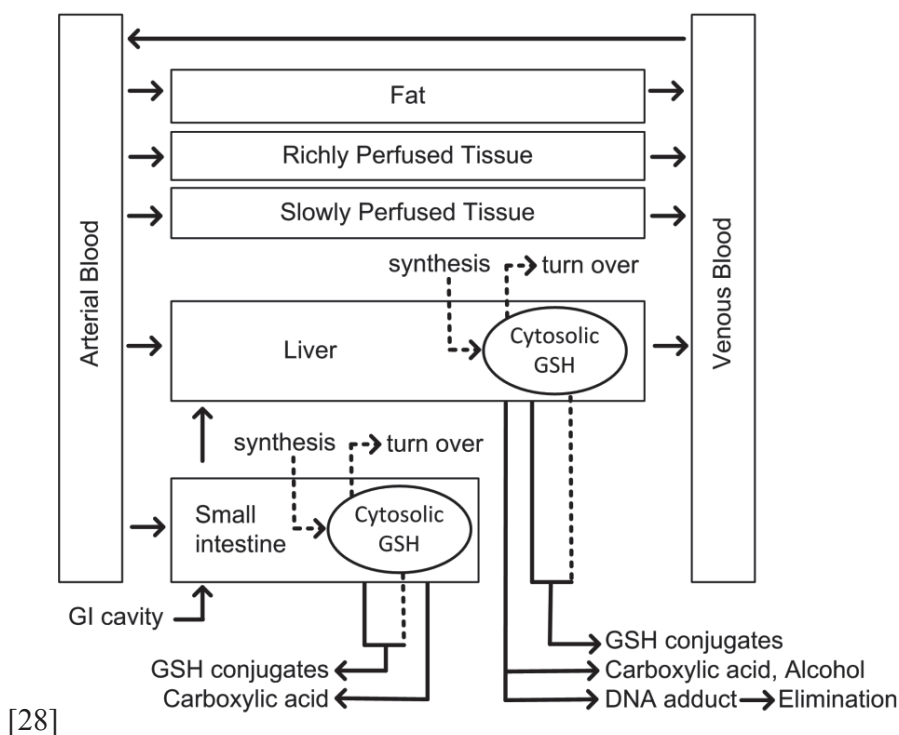 Arterial Blood
Venous Blood
Fat
Richly Perfused Tissue
Slowly Perfused Tissue
synthesis
turn over
Liver
Cytosolic
GSH
synthesis
turn over
Small
intestine
Cytosolic
GSH
GI cavity
GSH conjugates
Carboxylic acid
GSH conjugates
Carboxylic acid, Alcohol
DNA adduct
Elimination
[28]